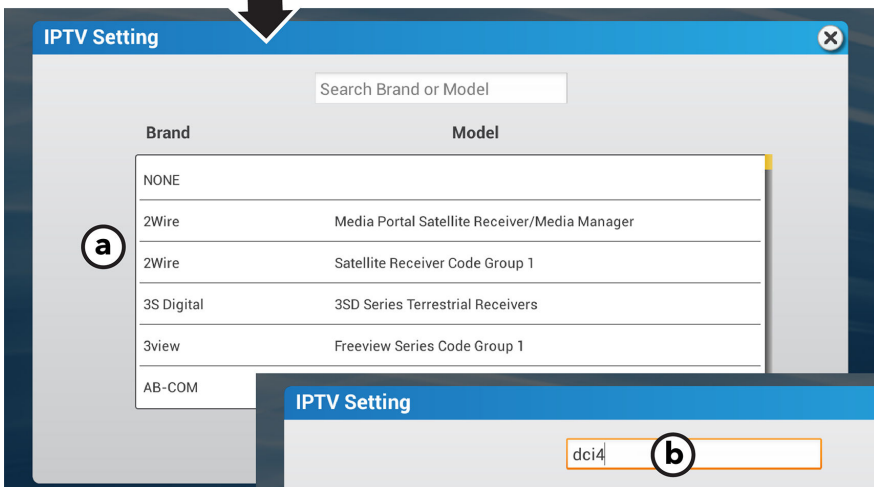 IPTV Setting
Search Brand or Model
Brand Model
NONE
2Wire Media Portal Satellite Receiver/Media Manager
a
2Wire Satellite Receiver Code Group 1
3S Digital 3SD Series Terrestrial Receivers
3view Freeview Series Code Group 1
AB-COM
IPTV Setting
dci4 b